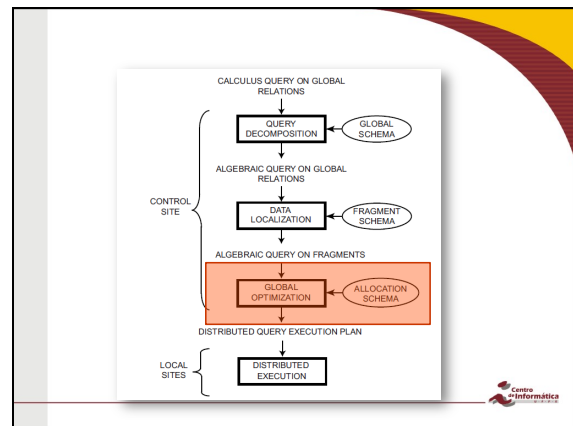 CALCULUS QUERY ON GLOBAL
RELATIONS
QUERY
DECOMPOSITION
GLOBAL
SCHEMA
ALGEBRAIC QUERY ON GLOBAL
RELATIONS
CONTROL
SITE
DATA
LOCALIZATION
FRAGMENT
SCHEMA
ALGEBRAIC QUERY ON FRAGMENTS
GLOBAL
OPTIMIZATION
ALLOCATION
SCHEMA
DISTRIBUTED QUERY EXECUTION PLAN
LOCAL
SITES
DISTRIBUTED
EXECUTION
Centro
de Informática